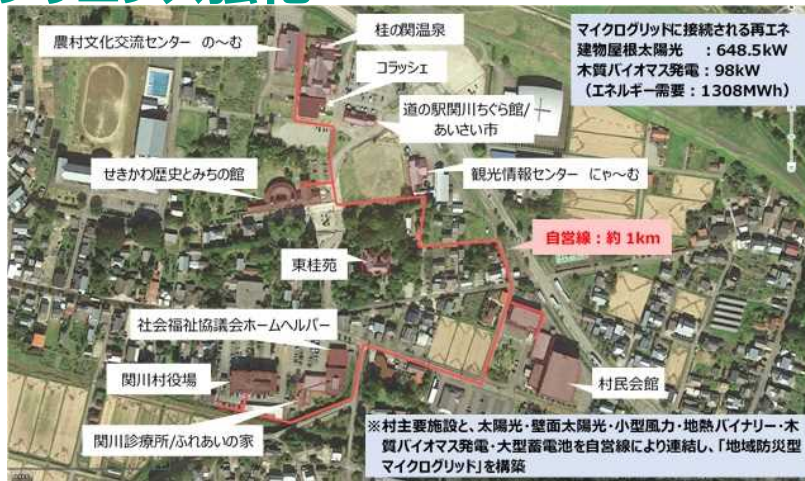 マイクログリッドに接続される再エネ
建物屋根太陽光 ：648.5kW
木質バイオマス発電：98kW
（エネルギー需要：1308MWh）
農村文化交流センター の～む
桂の関温泉
コラッシェ
道の駅関川ちぐら館/
あいさい市
せきかわ歴史とみちの館
観光情報センター にゃ～む
自営線：約 1km
東桂苑
社会福祉協議会ホームヘルパー
関川村役場
村民会館
関川診療所/ふれあいの家
※村主要施設と、太陽光・壁面太陽光・小型風力・地熱バイナリー・木
質バイオマス発電・大型蓄電池を自営線により連結し、「地域防災型
マイクログリッド」を構築